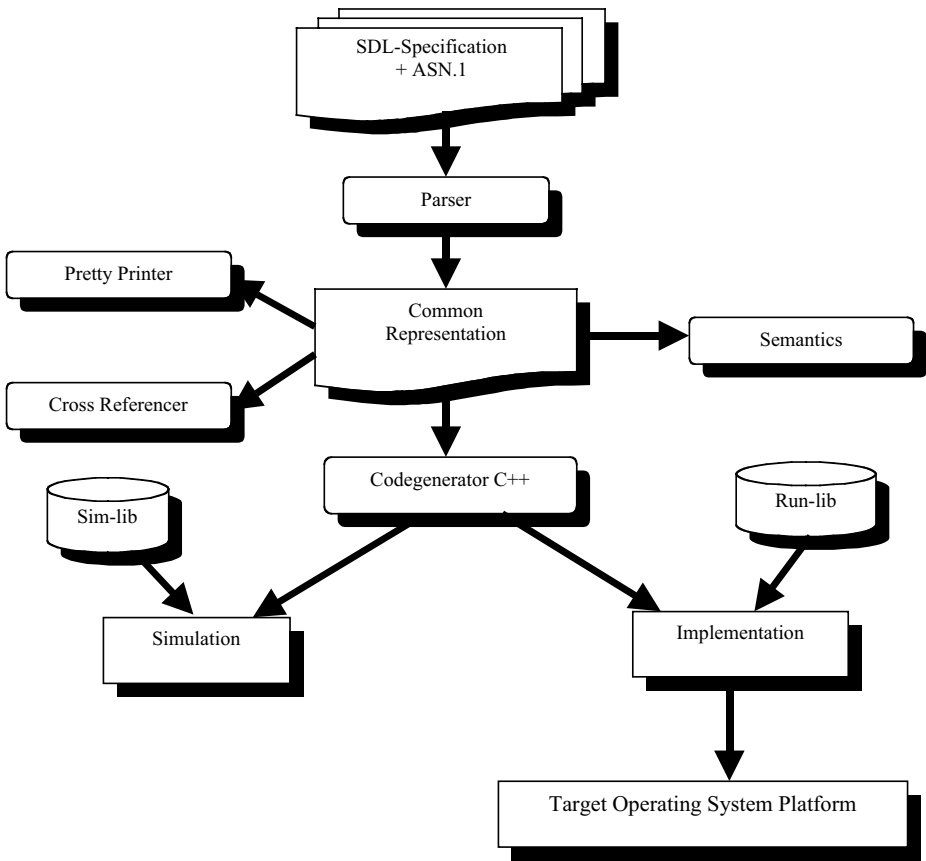 SDL-Specification
+ ASN.1
Parser
Pretty Printer
Common
Representation
Semantics
Cross Referencer
Codegenerator C++
Sim-lib
Run-lib
Simulation
Implementation
Target Operating System Platform